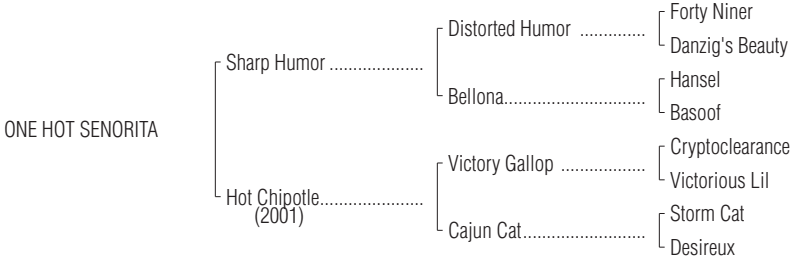 Forty Niner
Distorted Humor ..............
Danzig's Beauty
Sharp Humor ....................
Hansel
Bellona..............................
Basoof
ONE HOT SENORITA
Cryptoclearance
Victory Gallop ..................
Victorious Lil
Hot Chipotle......................
(2001)
Storm Cat
Cajun Cat..........................
Desireux